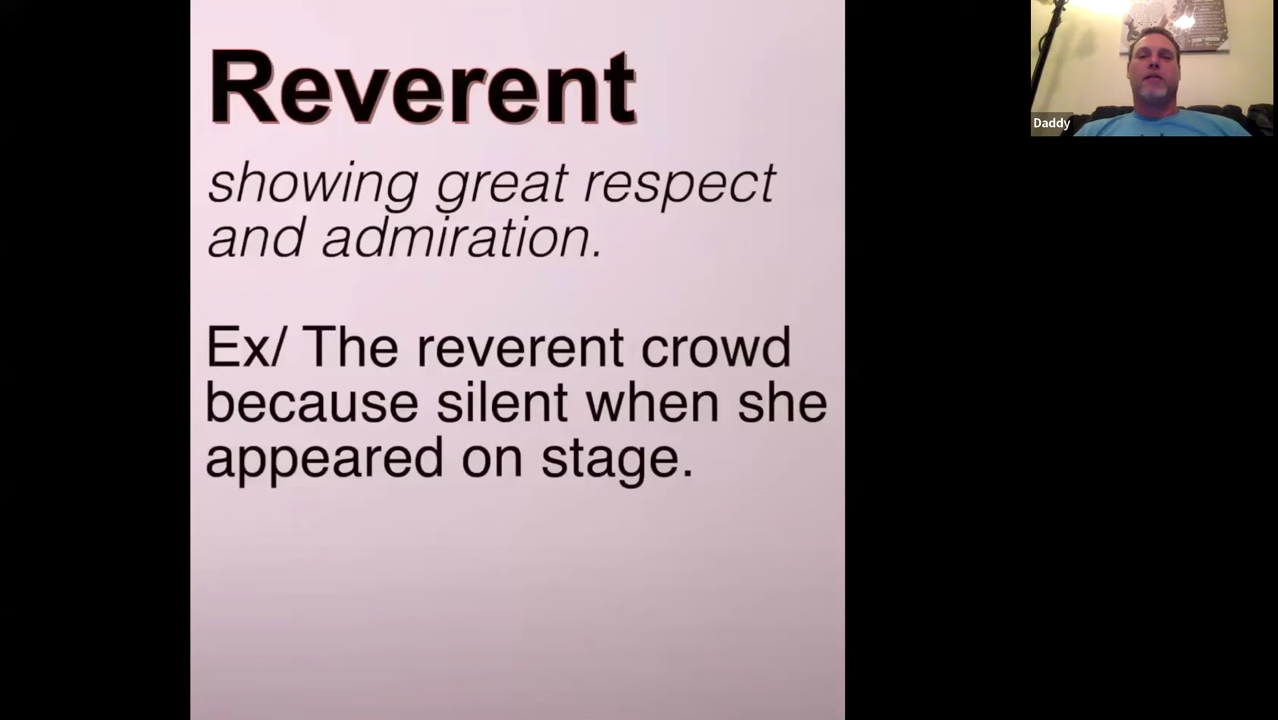 Reverent
showing great respect
and admiration.
Ex/ The reverent crowd
because silent when she
appeared on stage.
Daddy